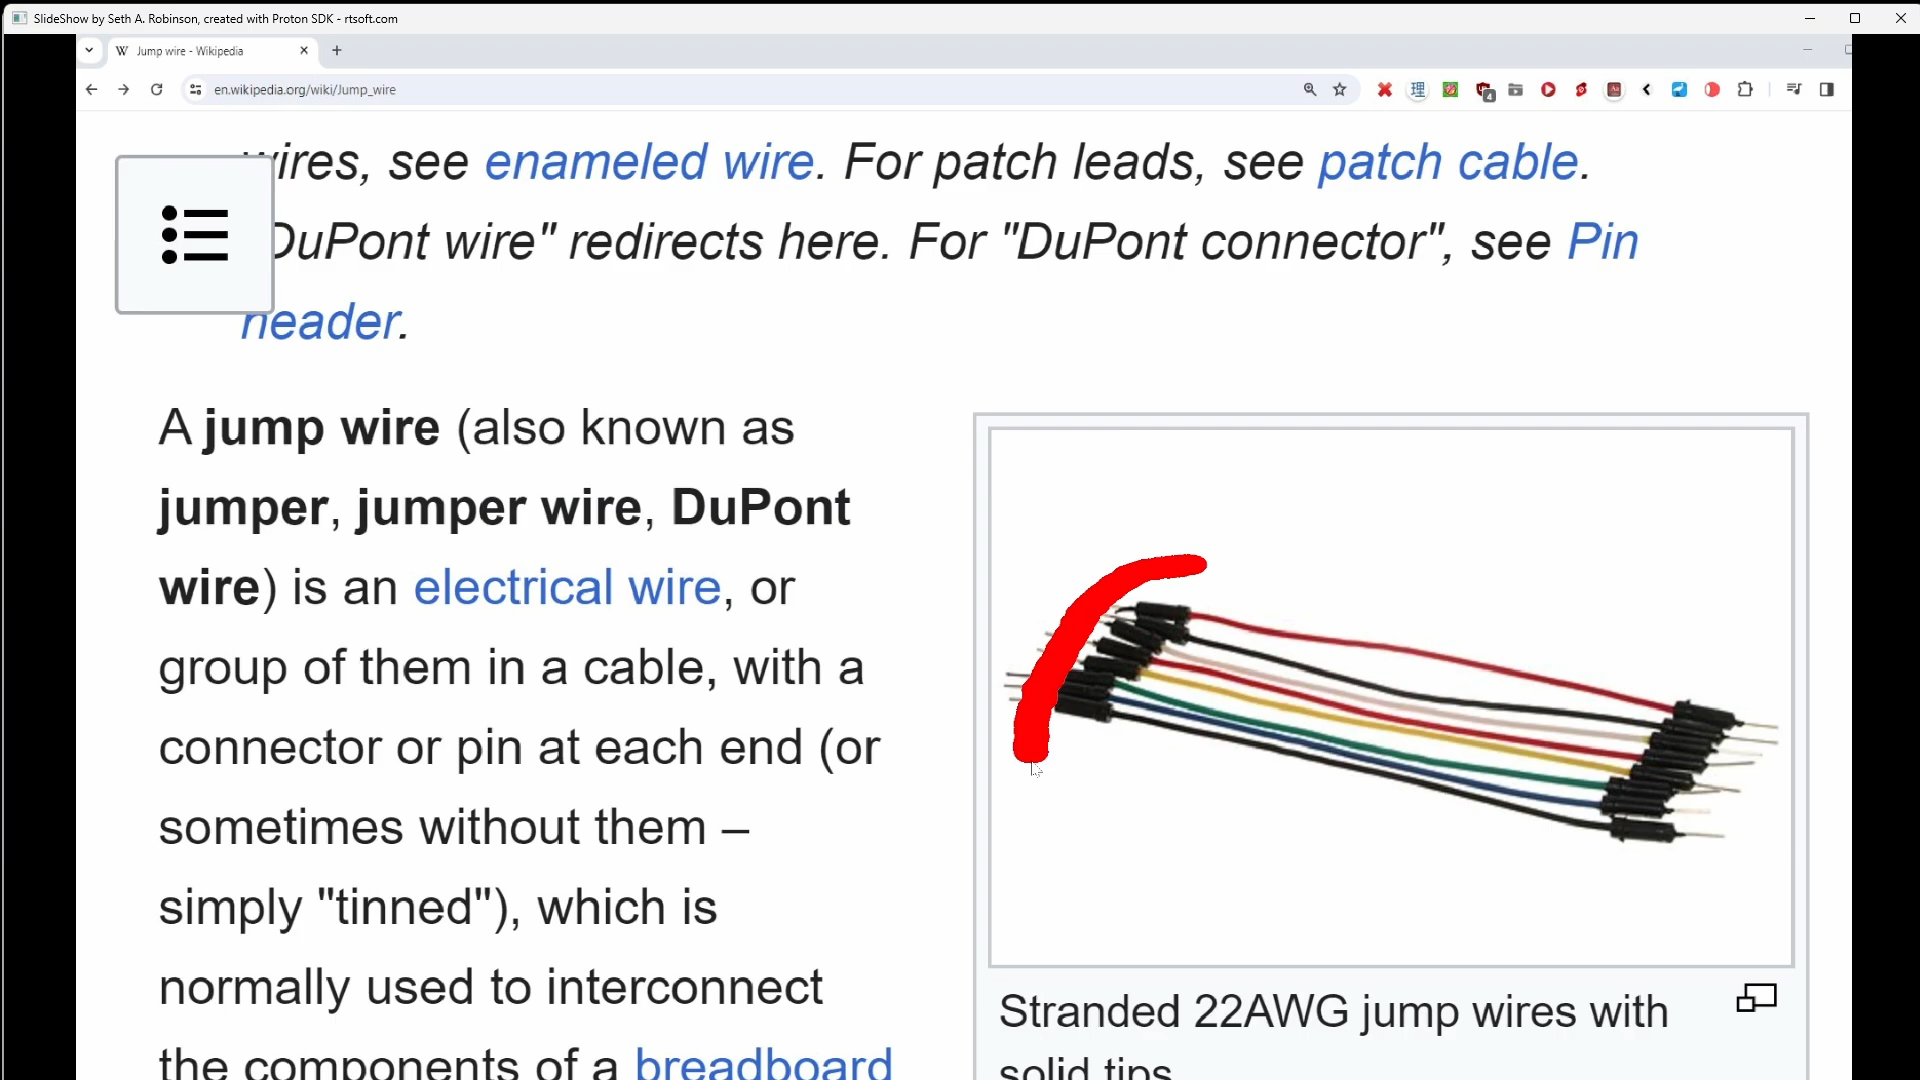 SlideShow by Seth A. Robinson, created with Proton SDK - rtsoft.com
W Jump wire - Wikipedia
en.wikipedia.org/wiki/Jump_wire
理
4
wires, see enameled wire. For patch leads, see patch cable.
DuPont wire" redirects here. For "DuPont connector", see Pin
header.
A jump wire (also known as
jumper, jumper wire, DuPont
wire) is an electrical wire, or
group of them in a cable, with a
connector or pin at each end (or
sometimes without them –
simply "tinned"), which is
normally used to interconnect
the components of a breadboard
Stranded 22AWG jump wires with
solid tips